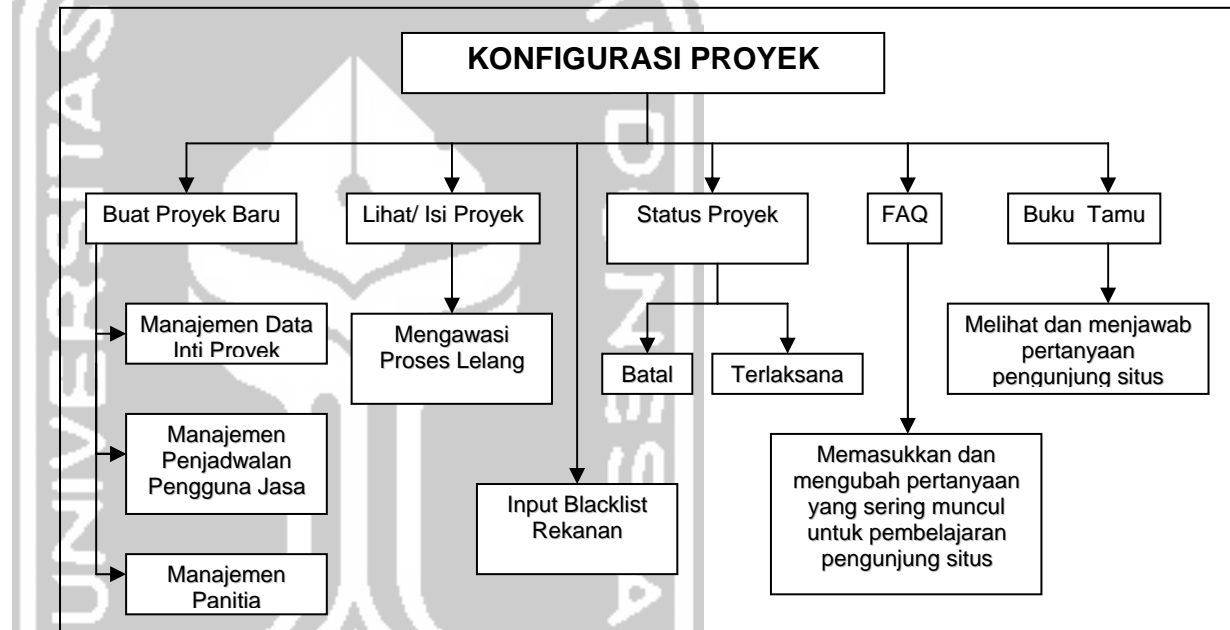 KONFIGURASI PROYEK
Buat Proyek Baru
Lihat/ Isi Proyek
Status Proyek
FAQ
Buku Tamu
Manajemen Data
Inti Proyek
Mengawasi
Proses Lelang
Batal
Terlaksana
Melihat dan menjawab
pertanyaan
pengunjung situs
Manajemen
Penjadwalan
Pengguna Jasa
Input Blacklist
Rekanan
Memasukkan dan
mengubah pertanyaan
yang sering muncul
untuk pembelajaran
pengunjung situs
Manajemen
Panitia
UNIVERSITAS